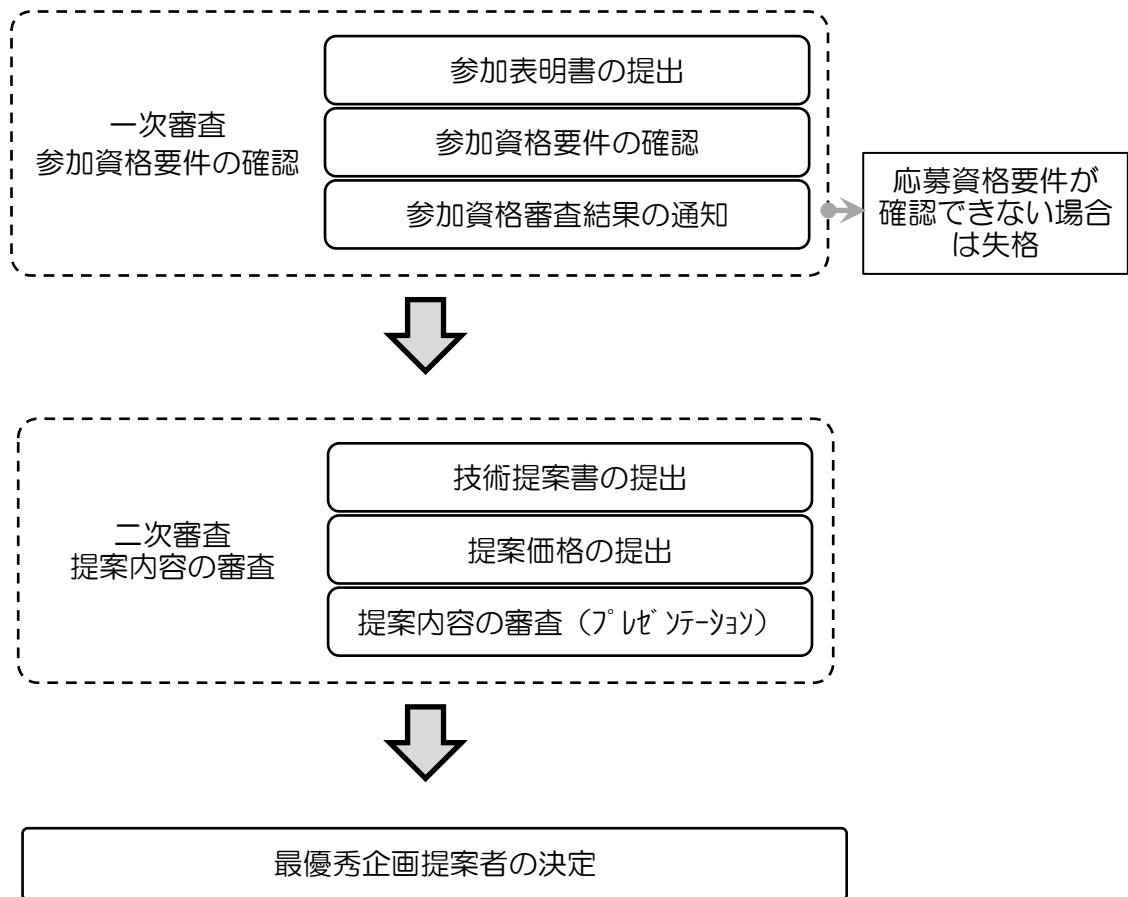 参加表明書の提出
一次審査
参加資格要件の確認
参加資格要件の確認
参加資格審査結果の通知
応募資格要件が
確認できない場合
は失格
技術提案書の提出
二次審査
提案内容の審査
提案価格の提出
提案内容の審査（ﾌﾟﾚｾﾞﾝﾃｰｼｮﾝ）
最優秀企画提案者の決定